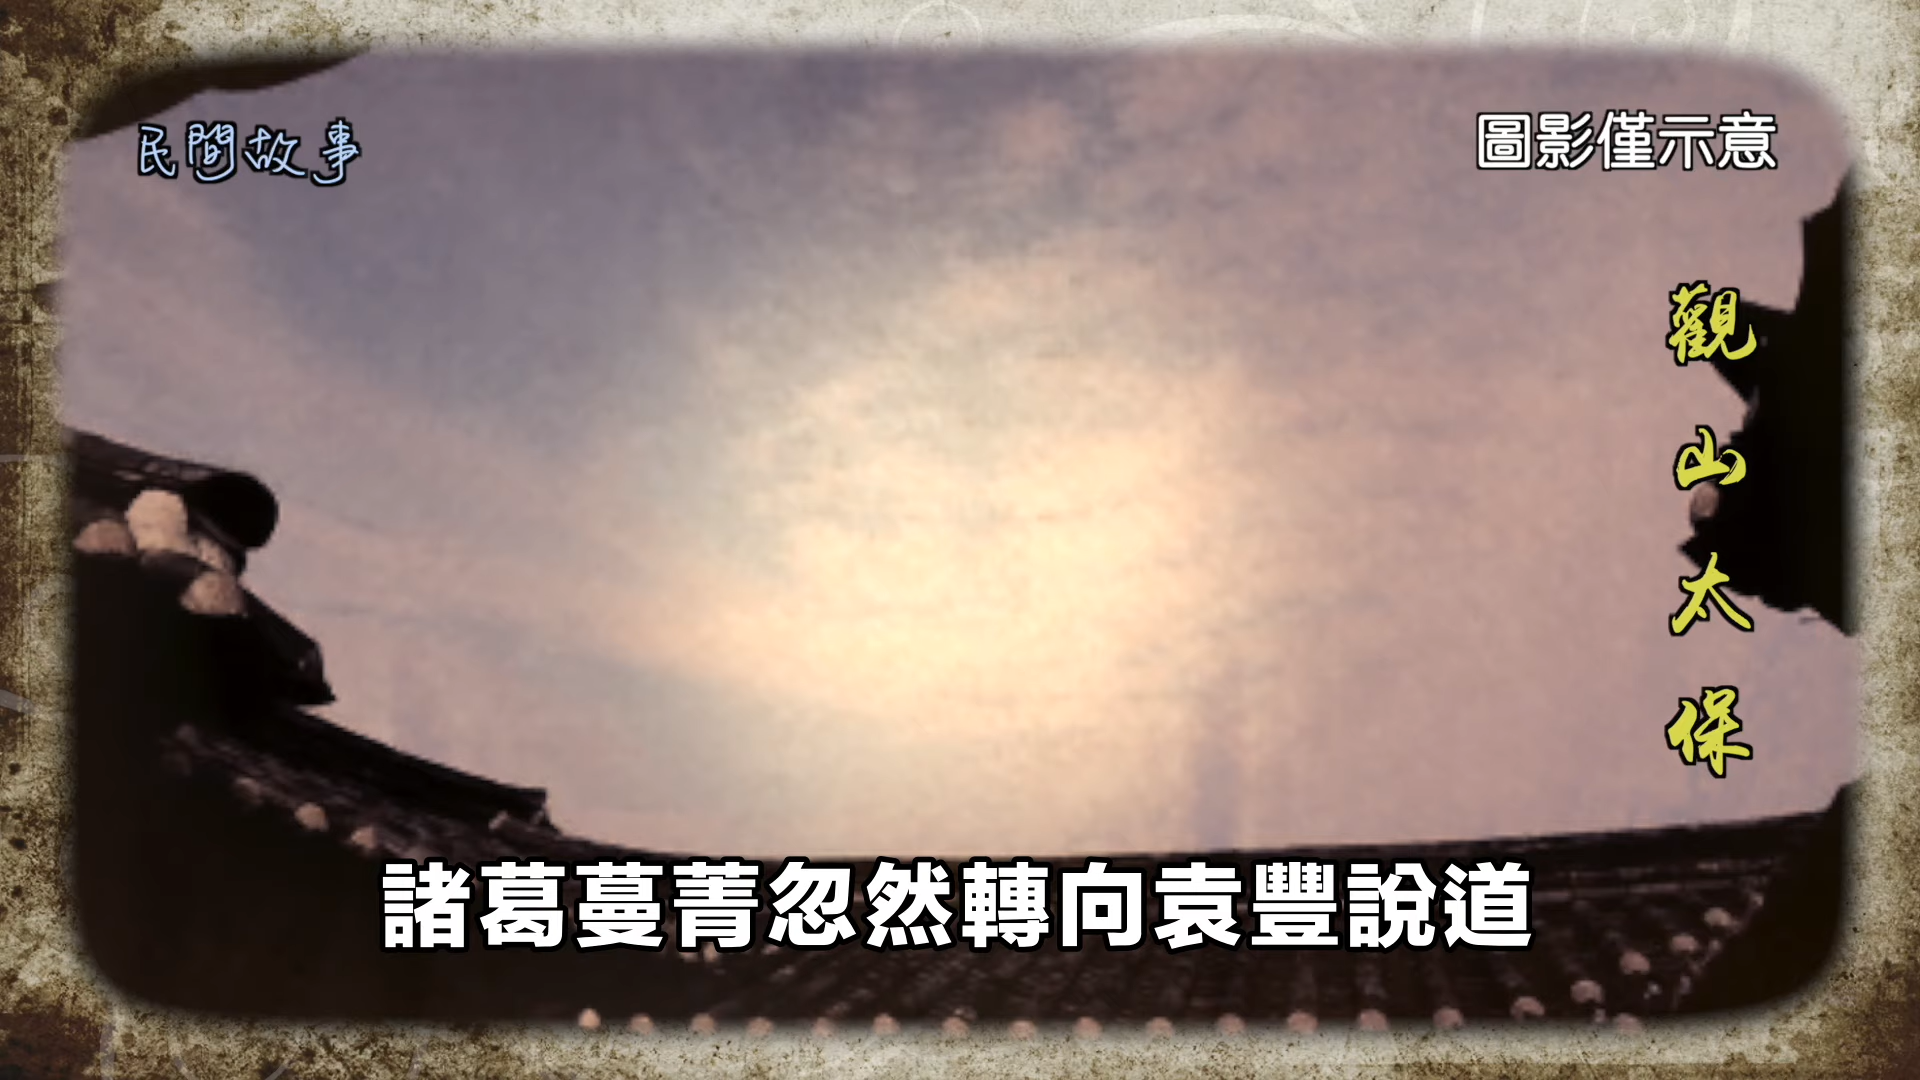 民間故事
圖影僅示意
觀山太保
諸葛蔓菁忽然轉向袁豐說道